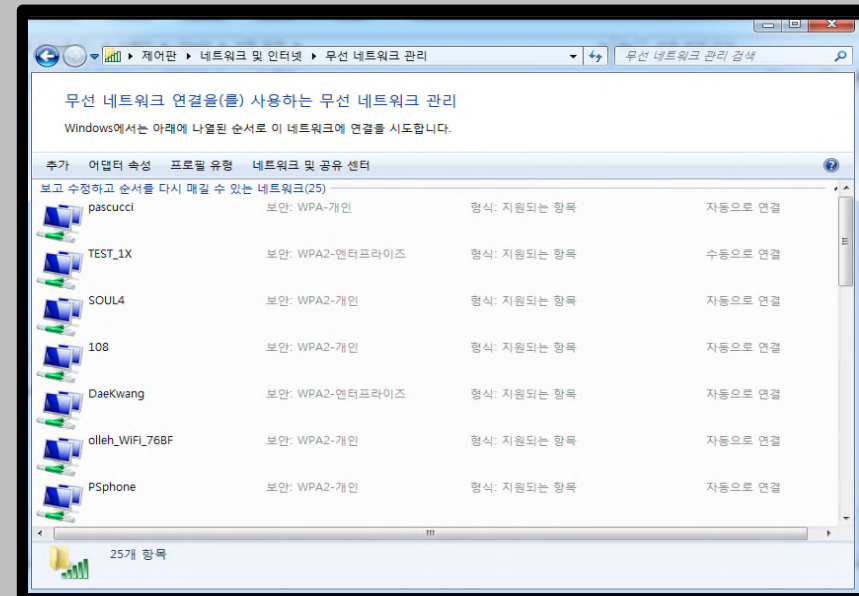 제어판 ▸ 네트워크 및 인터넷 ▸ 무선 네트워크 관리
무선 네트워크 관리 검색
무선 네트워크 연결을(를) 사용하는 무선 네트워크 관리
Windows에서는 아래에 나열된 순서로 이 네트워크에 연결을 시도합니다.
추가 어댑터 속성 프로필 유형 네트워크 및 공유 센터
보고 수정하고 순서를 다시 매길 수 있는 네트워크(25)
pascucci 보안: WPA-개인 형식: 지원되는 항목 자동으로 연결
TEST_1X 보안: WPA2-엔터프라이즈 형식: 지원되는 항목 수동으로 연결
SOUL4 보안: WPA2-개인 형식: 지원되는 항목 자동으로 연결
108 보안: WPA2-개인 형식: 지원되는 항목 자동으로 연결
DaeKwang 보안: WPA2-엔터프라이즈 형식: 지원되는 항목 자동으로 연결
olleh_WiFi_76BF 보안: WPA2-개인 형식: 지원되는 항목 자동으로 연결
PSphone 보안: WPA2-개인 형식: 지원되는 항목 자동으로 연결
25개 항목